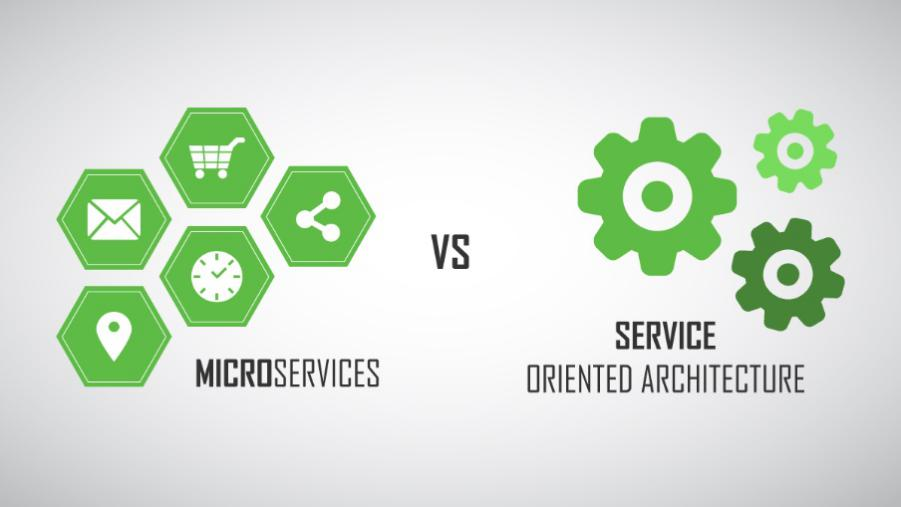 MICROSERVICES
VS
SERVICE
ORIENTED ARCHITECTURE